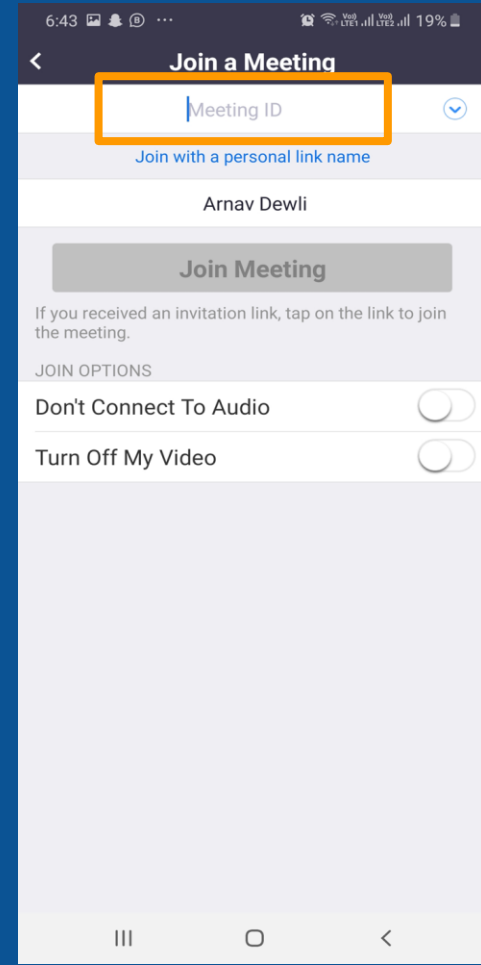 6:43 ... 19%
Join a Meeting
Meeting ID
Join with a personal link name
Arnav Dewli
Join Meeting
If you received an invitation link, tap on the link to join
the meeting.
JOIN OPTIONS
Don't Connect To Audio
Turn Off My Video